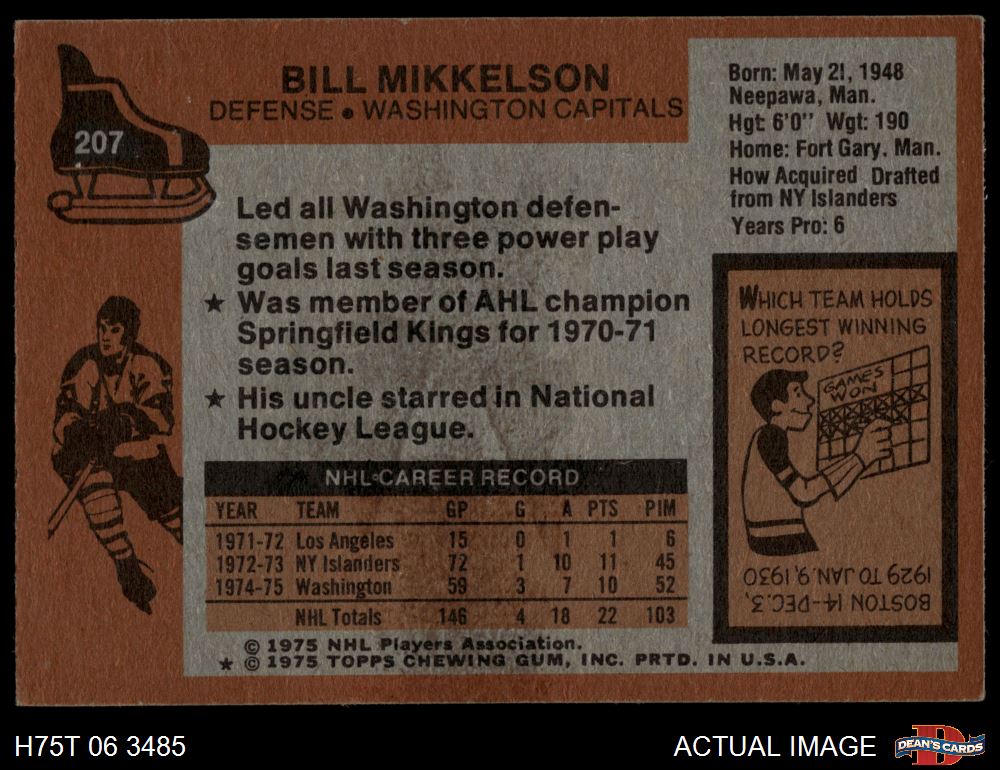 207
BILL MIKKELSON
DEFENSE • WASHINGTON CAPITALS
Born: May 21, 1948
Neepawa, Man.
Hgt: 6'0" Wgt: 190
Home: Fort Gary, Man.
How Acquired Drafted
from NY Islanders
Years Pro: 6
Led all Washington defen-
semen with three power play
goals last season.
★ Was member of AHL champion
Springfield Kings for 1970-71
season.
★ His uncle starred in National
Hockey League.
NHL CAREER RECORD
YEAR TEAM GP G A PTS PIM
1971-72 Los Angeles 15 0 1 1 6
1972-73 NY Islanders 72 1 10 11 45
1974-75 Washington 59 3 7 10 52
NHL Totals 146 4 18 22 103
© 1975 NHL Players Association.
★ © 1975 TOPPS CHEWING GUM, INC. PRTD. IN U.S.A.
WHICH TEAM HOLDS
LONGEST WINNING
RECORD?
GAMES
WON
BOSTON 14-DEC.3,
1929 TO JAN.9,1930
H75T 06 3485
ACTUAL IMAGE
D
DEAN'S CARDS